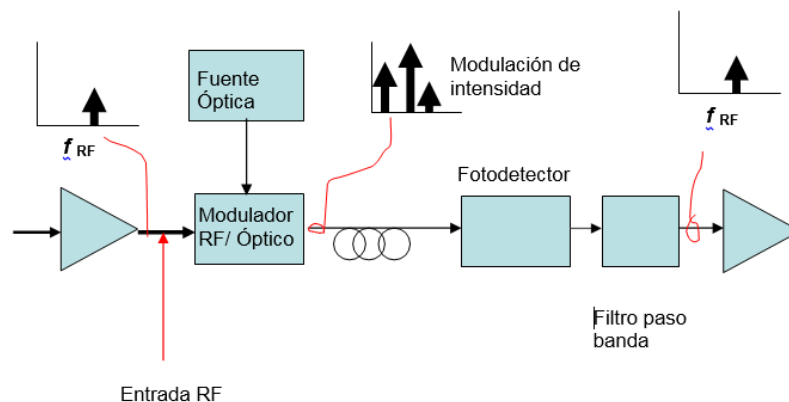 f RF
Fuente
Óptica
Modulación de
intensidad
f RF
Modulador
RF/ Óptico
Fotodetector
Filtro paso
banda
Entrada RF